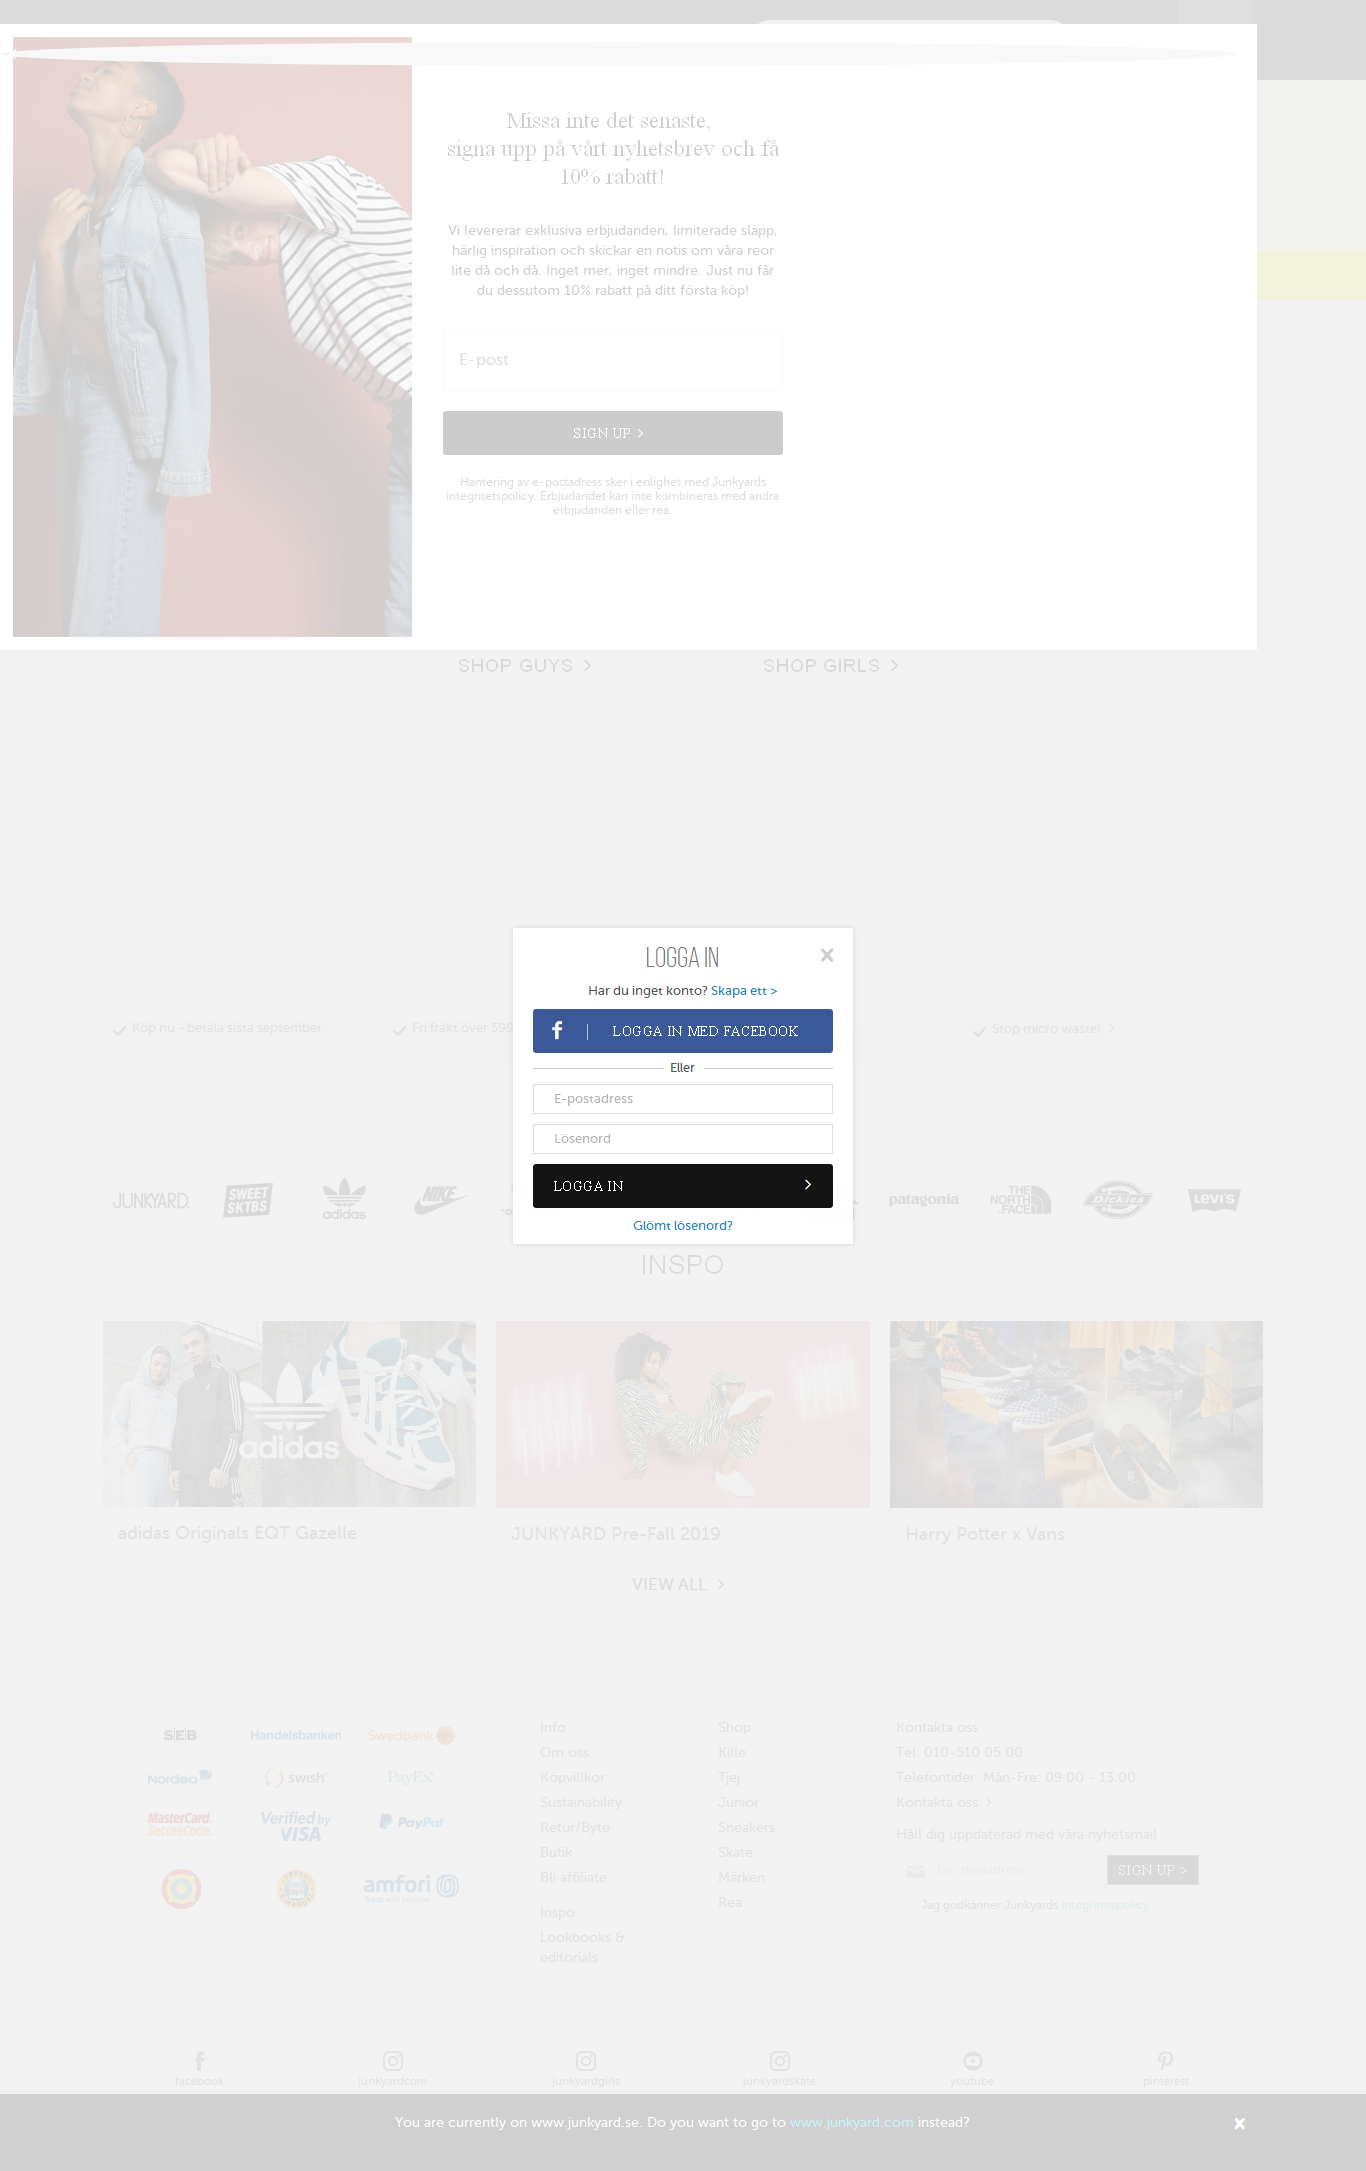 Missa inte det senaste,
signa upp på vårt nyhetsbrev och få
10% rabatt!
Vi levererar exklusiva erbjudanden, limiterade släpp,
härlig inspiration och skickar en notis om våra reor
lite då och då. Inget mer, inget mindre. Just nu får
du dessutom 10% rabatt på ditt första köp!
E-post
SIGN UP >
Hantering av e-postadress sker i enlighet med Junkyards
integritetspolicy. Erbjudandet kan inte kombineras med andra
erbjudanden eller rea.
SHOP GUYS >
SHOP GIRLS >
LOGGA IN
Har du inget konto? Skapa ett >
LOGGA IN MED FACEBOOK
Eller
E-postadress
Lösenord
LOGGA IN >
Glömt lösenord?
Köp nu - betala sista september
Fri frakt över 599
Stop micro waste! >
JUNKYARD.
SWEET
SKTBS
adidas
NIKE
patagonia
THE
NORTH
FACE
Dickies
LEVI'S
INSPO
adidas
adidas Originals EQT Gazelle
JUNKYARD Pre-Fall 2019
Harry Potter x Vans
VIEW ALL >
SEB
Handelsbanken
Swedbank
Nordea
swish
PayEx
MasterCard.
SecureCode.
Verified by
VISA
PayPal
amfori
Trade with purpose
Info
Om oss
Köpvillkor
Sustainability
Retur/Byte
Butik
Bli affiliate
Inspo
Lookbooks &
editorials
Shop
Kille
Tjej
Junior
Sneakers
Skate
Märken
Rea
Kontakta oss
Tel: 010-510 05 00
Telefontider: Mån-Fre: 09:00 - 13:00
Kontakta oss >
Håll dig uppdaterad med våra nyhetsmail
Din mailadress
SIGN UP >
Jag godkänner Junkyards Integritetspolicy
facebook
junkyardcom
junkyardgirls
junkyardskate
youtube
pinterest
You are currently on www.junkyard.se. Do you want to go to www.junkyard.com instead?